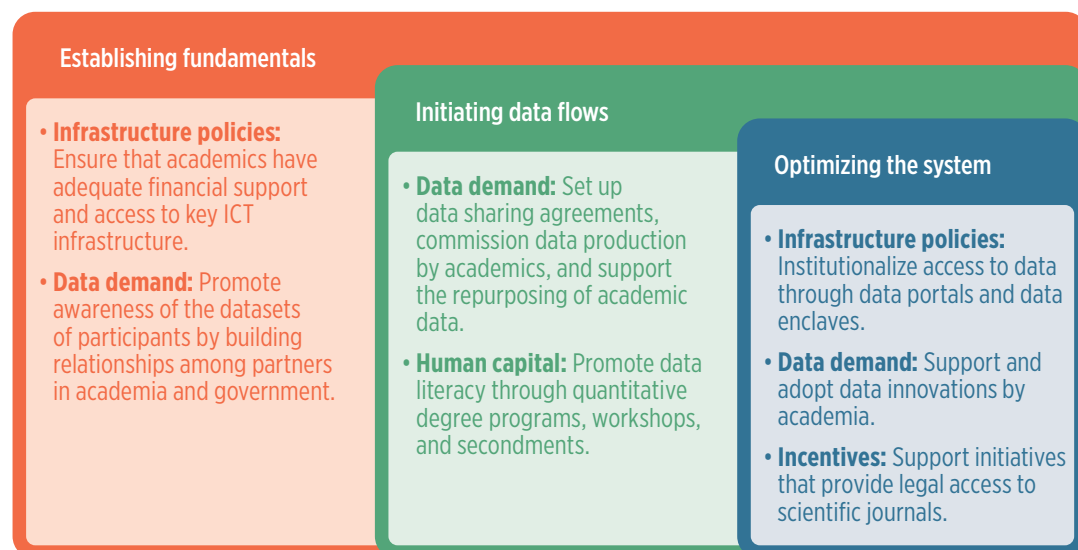 Establishing fundamentals
• Infrastructure policies:
Ensure that academics have
adequate financial support
and access to key ICT
infrastructure.
• Data demand: Promote
awareness of the datasets
of participants by building
relationships among partners
in academia and government.
Initiating data flows
• Data demand: Set up
data sharing agreements,
commission data production
by academics, and support
the repurposing of academic
data.
• Human capital: Promote data
literacy through quantitative
degree programs, workshops,
and secondments.
Optimizing the system
• Infrastructure policies:
Institutionalize access to data
through data portals and data
enclaves.
• Data demand: Support and
adopt data innovations by
academia.
• Incentives: Support initiatives
that provide legal access to
scientific journals.